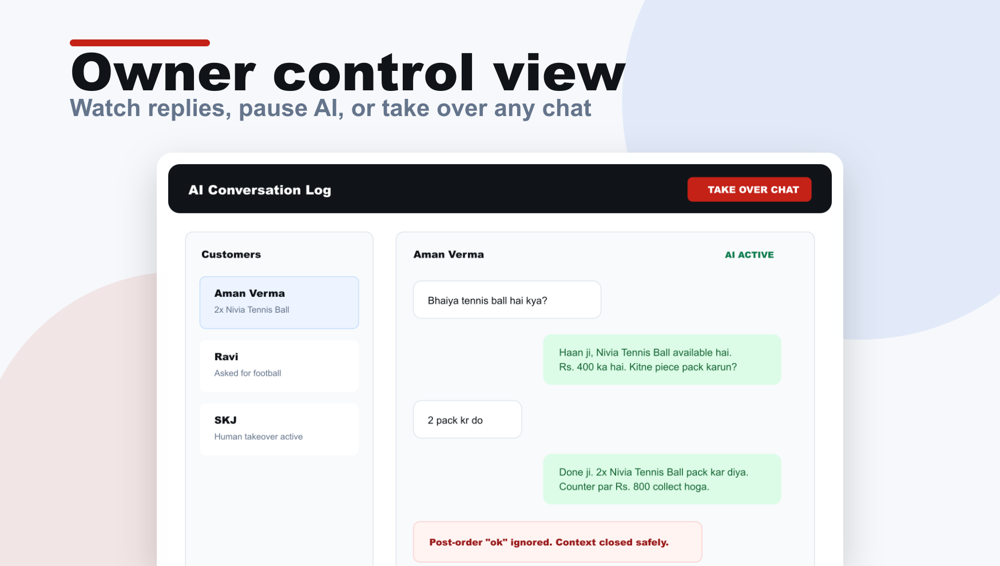 Owner control view
Watch replies, pause AI, or take over any chat
AI Conversation Log
TAKE OVER CHAT
Customers
Aman Verma
2x Nivia Tennis Ball
Ravi
Asked for football
SKJ
Human takeover active
Aman Verma
AI ACTIVE
Bhaiya tennis ball hai kya?
Haan ji, Nivia Tennis Ball available hai.
Rs. 400 ka hai. Kitne piece pack karun?
2 pack kr do
Done ji. 2x Nivia Tennis Ball pack kar diya.
Counter par Rs. 800 collect hoga.
Post-order "ok" ignored. Context closed safely.